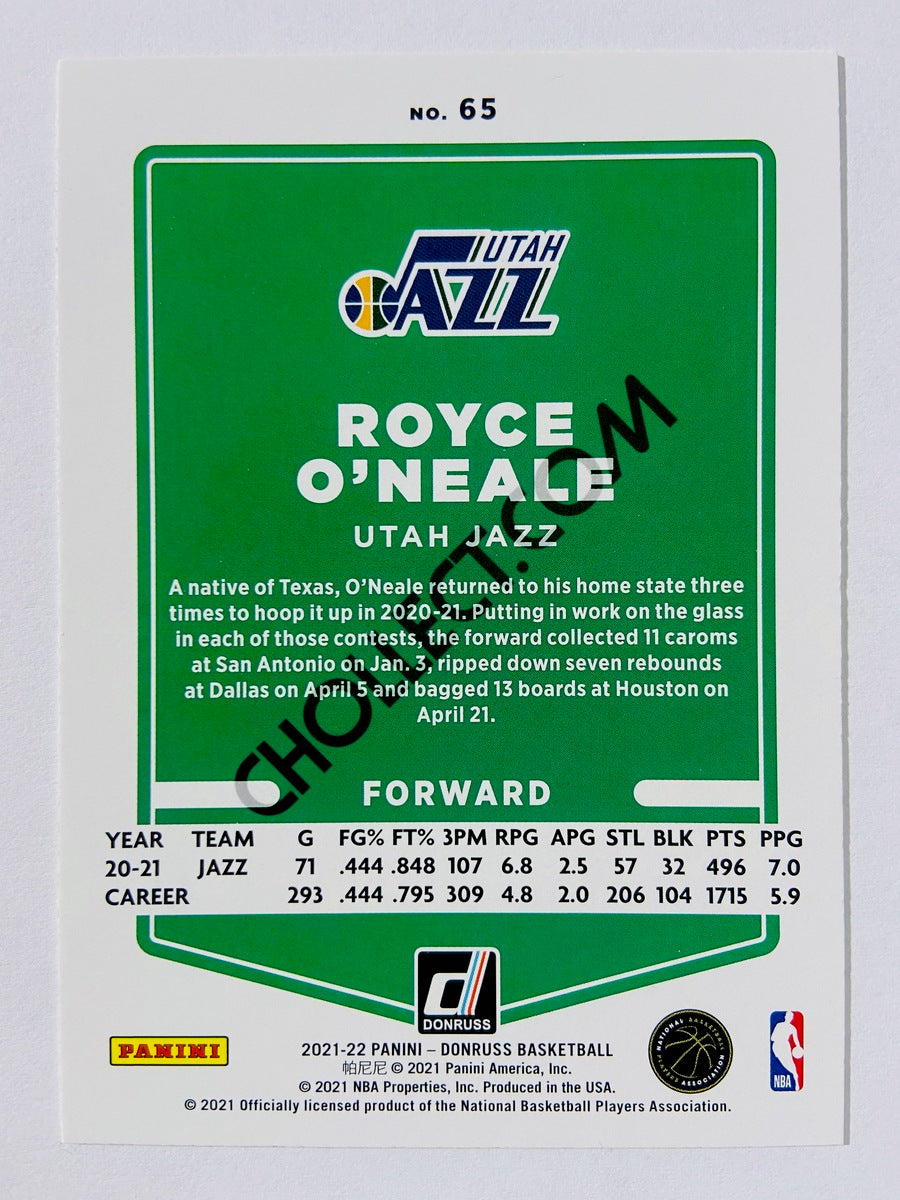 NO. 65
UTAH
JAZZ
ROYCE
O'NEALE
UTAH JAZZ
A native of Texas, O'Neale returned to his home state three
times to hoop it up in 2020-21. Putting in work on the glass
in each of those contests, the forward collected 11 caroms
at San Antonio on Jan. 3, ripped down seven rebounds
at Dallas on April 5 and bagged 13 boards at Houston on
April 21.
CHOLLECT.COM
FORWARD
YEAR TEAM G FG% FT% 3PM RPG APG STL BLK PTS PPG
20-21 JAZZ 71 .444 .848 107 6.8 2.5 57 32 496 7.0
CAREER 293 .444 .795 309 4.8 2.0 206 104 1715 5.9
d
DONRUSS
PANINI
2021-22 PANINI – DONRUSS BASKETBALL
帕尼尼 © 2021 Panini America, Inc.
© 2021 NBA Properties, Inc. Produced in the USA.
© 2021 Officially licensed product of the National Basketball Players Association.
NATIONAL BASKETBALL
PLAYERS ASSOCIATION
NBA